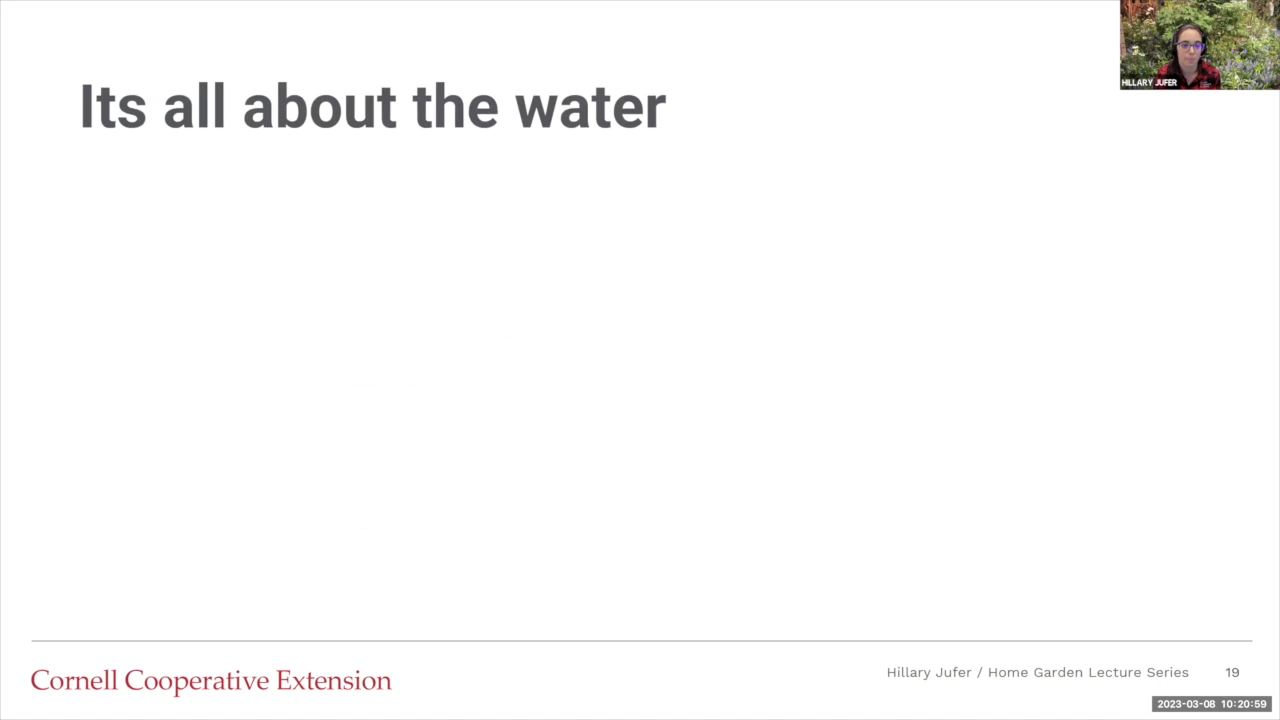 HILLARY JUFER
Its all about the water
Cornell Cooperative Extension
Hillary Jufer / Home Garden Lecture Series 19
2023-03-08 10:20:59